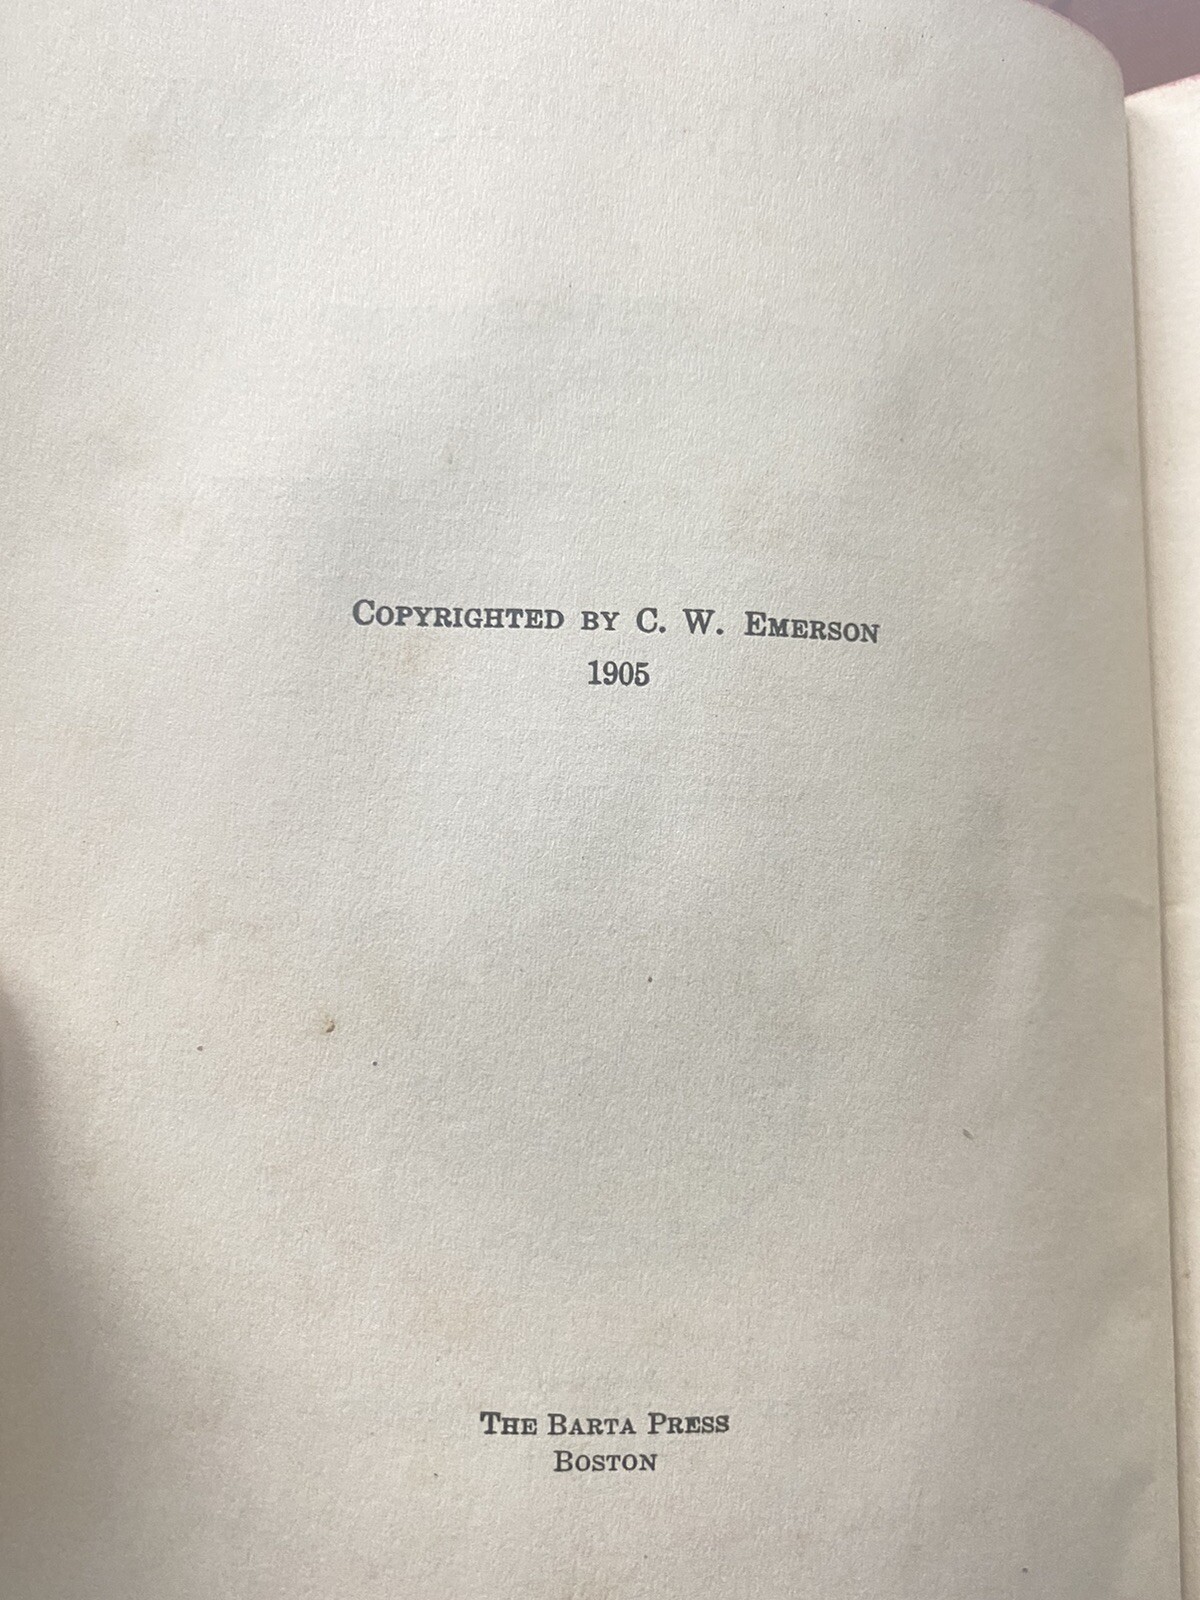 Copyrighted by C. W. Emerson
1905
The Barta Press
Boston